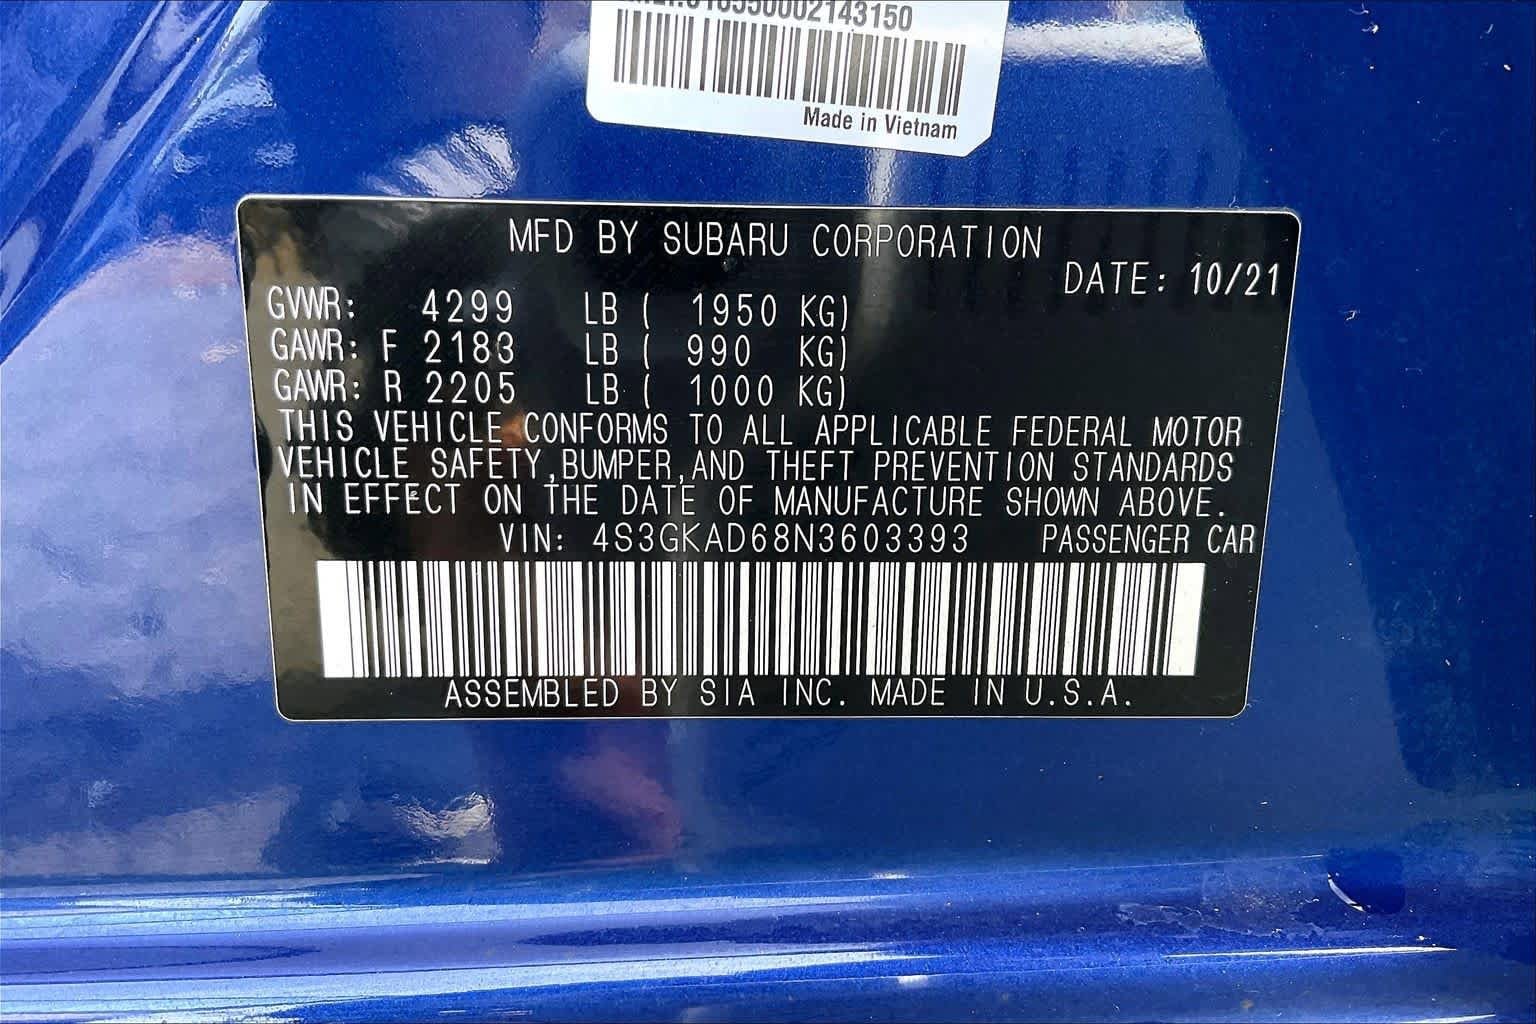 2143150
Made in Vietnam
MFD BY SUBARU CORPORATION
DATE: 10/21
GVWR: 4299 LB ( 1950 KG)
GAWR: F 2183 LB ( 990 KG)
GAWR: R 2205 LB ( 1000 KG)
THIS VEHICLE CONFORMS TO ALL APPLICABLE FEDERAL MOTOR
VEHICLE SAFETY,BUMPER,AND THEFT PREVENTION STANDARDS
IN EFFECT ON THE DATE OF MANUFACTURE SHOWN ABOVE.
VIN: 4S3GKAD68N3603393 PASSENGER CAR
ASSEMBLED BY SIA INC. MADE IN U.S.A.